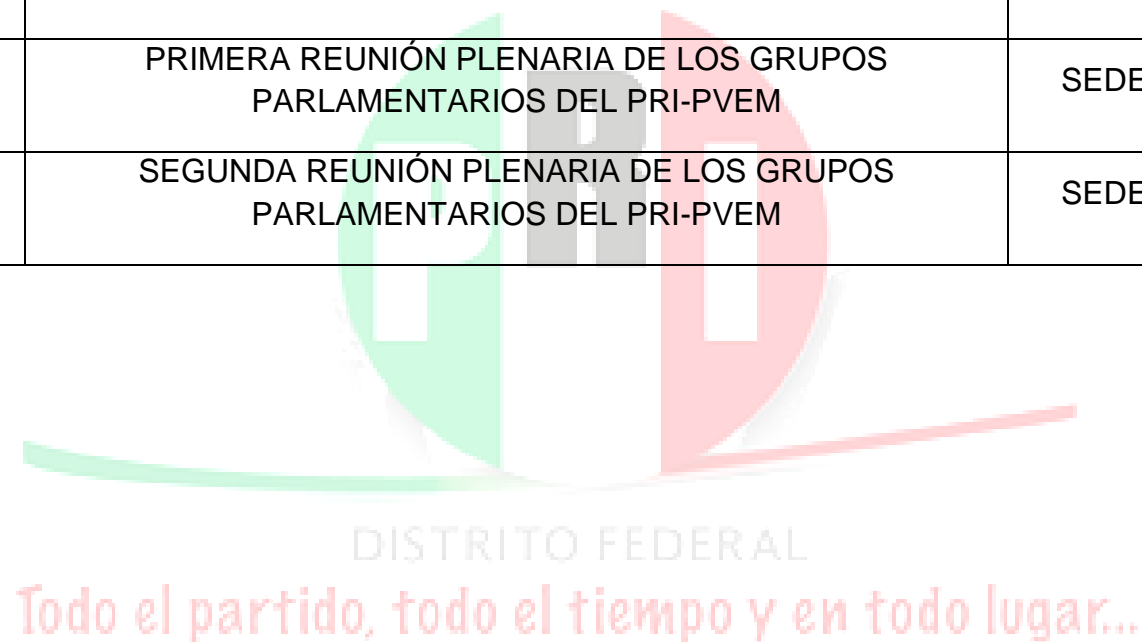 PRIMERA REUNIÓN PLENARIA DE LOS GRUPOS
PARLAMENTARIOS DEL PRI-PVEM
SEDE
SEGUNDA REUNIÓN PLENARIA DE LOS GRUPOS
PARLAMENTARIOS DEL PRI-PVEM
SEDE
PRI
DISTRITO FEDERAL
Todo el partido, todo el tiempo y en todo lugar...